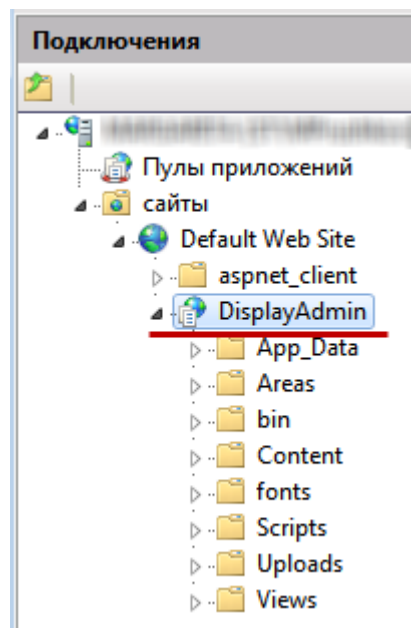 Подключения
Пулы приложений
сайты
Default Web Site
aspnet_client
DisplayAdmin
App_Data
Areas
bin
Content
fonts
Scripts
Uploads
Views